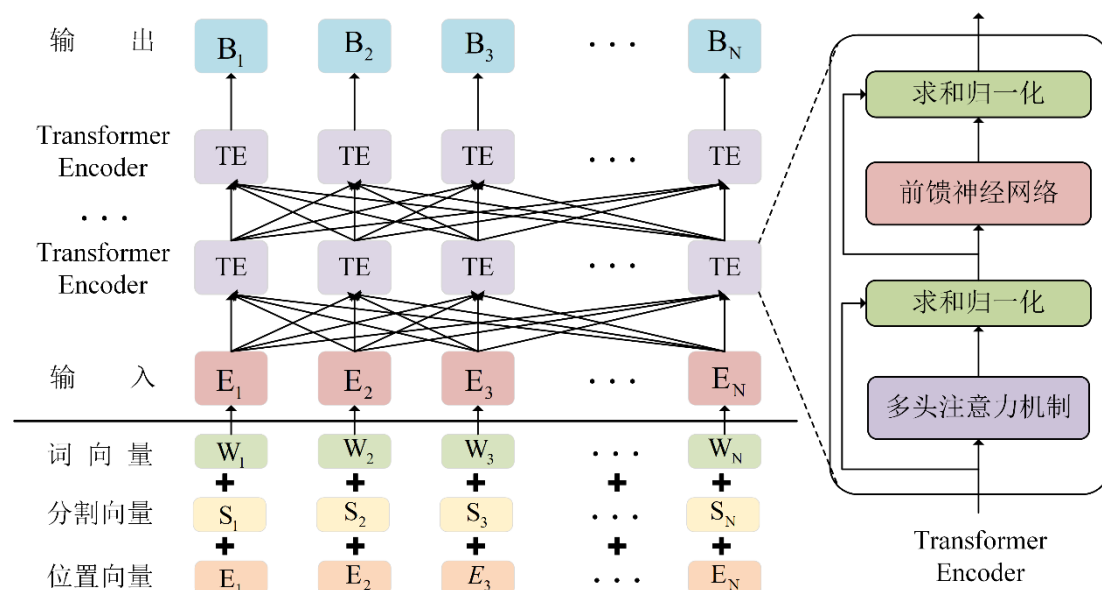 输 出 B1 B2 B3 ··· BN
Transformer Encoder TE TE TE ··· TE
···
Transformer Encoder TE TE TE ··· TE
输 入 E1 E2 E3 ··· EN
词向量 W1 W2 W3 ··· WN
+ + + + +
分割向量 S1 S2 S3 ··· SN
+ + + + +
位置向量 E1 E2 E3 ··· EN
求和归一化
前馈神经网络
求和归一化
多头注意力机制
Transformer
Encoder